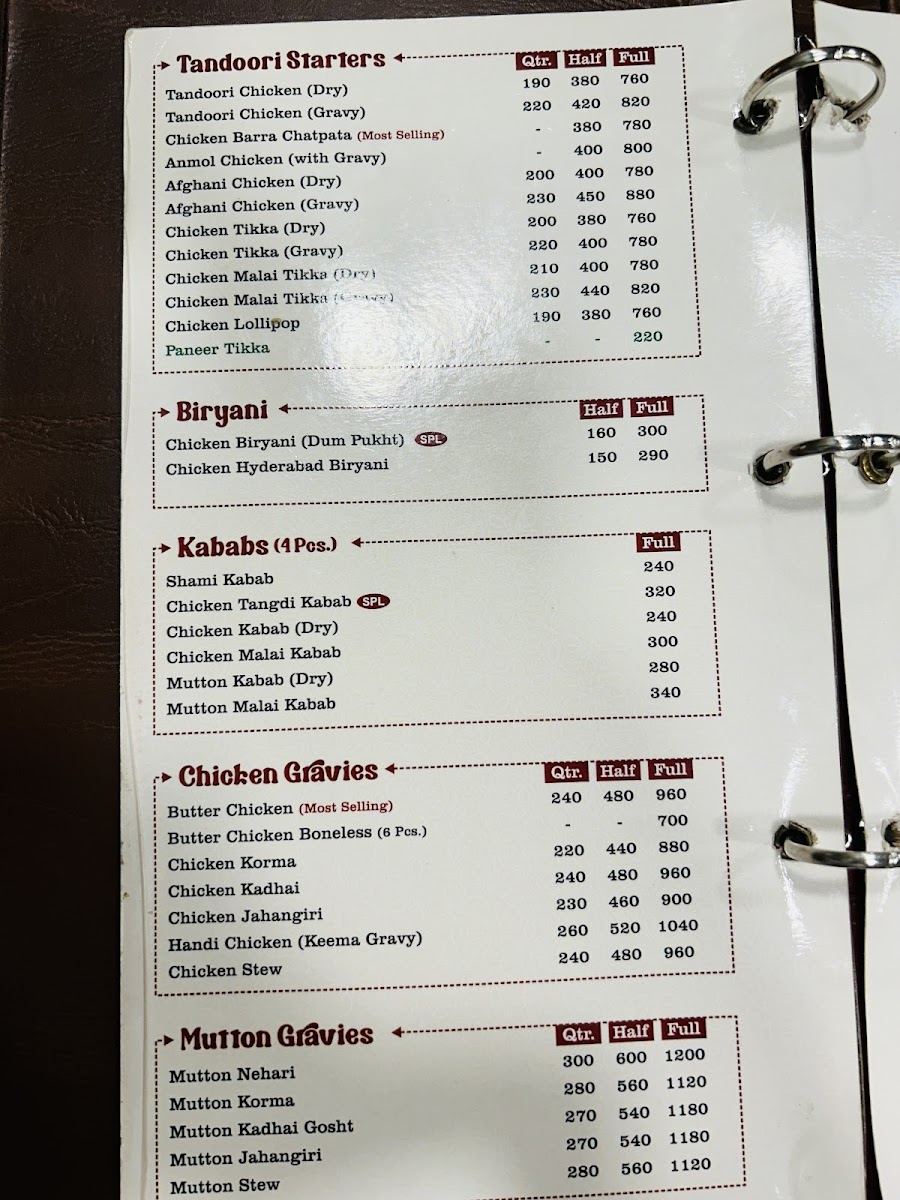 Tandoori Starters Qtr. Half Full
Tandoori Chicken (Dry) 190 380 760
Tandoori Chicken (Gravy) 220 420 820
Chicken Barra Chatpata (Most Selling) - 380 780
Anmol Chicken (with Gravy) - 400 800
Afghani Chicken (Dry) 200 400 780
Afghani Chicken (Gravy) 230 450 880
Chicken Tikka (Dry) 200 380 760
Chicken Tikka (Gravy) 220 400 780
Chicken Malai Tikka (Dry) 210 400 780
Chicken Malai Tikka (Gravy) 230 440 820
Chicken Lollipop 190 380 760
Paneer Tikka - - 220
Biryani Half Full
Chicken Biryani (Dum Pukht) SPL 160 300
Chicken Hyderabad Biryani 150 290
Kababs (4 Pcs.) Full
Shami Kabab 240
Chicken Tangdi Kabab SPL 320
Chicken Kabab (Dry) 240
Chicken Malai Kabab 300
Mutton Kabab (Dry) 280
Mutton Malai Kabab 340
Chicken Gravies Qtr. Half Full
Butter Chicken (Most Selling) 240 480 960
Butter Chicken Boneless (6 Pcs.) - - 700
Chicken Korma 220 440 880
Chicken Kadhai 240 480 960
Chicken Jahangiri 230 460 900
Handi Chicken (Keema Gravy) 260 520 1040
Chicken Stew 240 480 960
Mutton Gravies Qtr. Half Full
Mutton Nehari 300 600 1200
Mutton Korma 280 560 1120
Mutton Kadhai Gosht 270 540 1180
Mutton Jahangiri 270 540 1180
Mutton Stew 280 560 1120